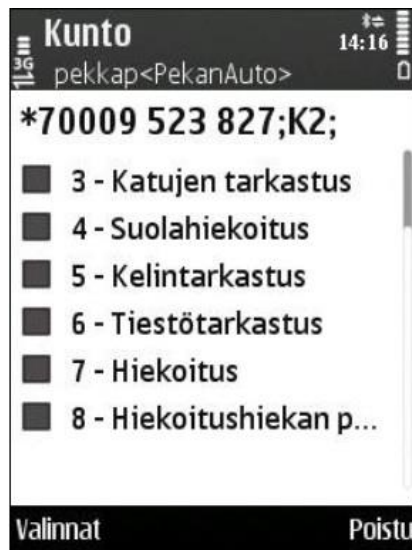 Kunto
14:16
3G
pekkap<PekanAuto>
*70009 523 827;K2;
3 - Katujen tarkastus
4 - Suolahiekoitus
5 - Kelintarkastus
6 - Tiestötarkastus
7 - Hiekoitus
8 - Hiekoitushiekan p...
Valinnat Poistu